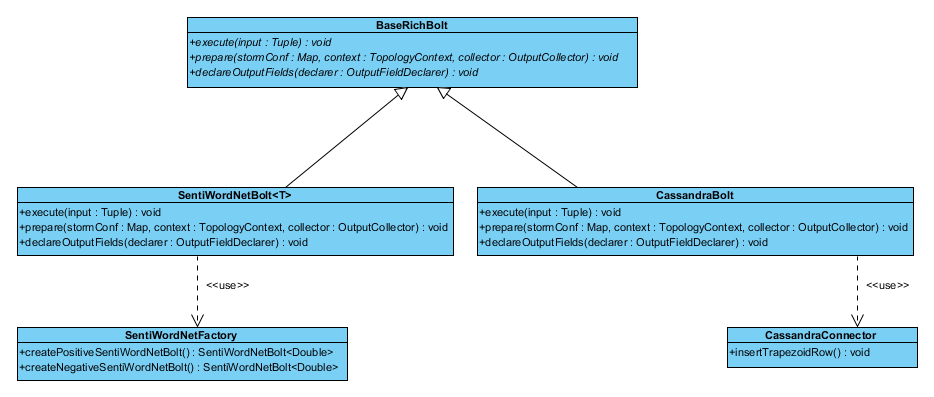 BaseRichBolt
+execute(input : Tuple) : void
+prepare(stormConf : Map, context : TopologyContext, collector : OutputCollector) : void
+declareOutputFields(declarer : OutputFieldDeclarer) : void
SentiWordNetBolt<T>
+execute(input : Tuple) : void
+prepare(stormConf : Map, context : TopologyContext, collector : OutputCollector) : void
+declareOutputFields(declarer : OutputFieldDeclarer) : void
CassandraBolt
+execute(input : Tuple) : void
+prepare(stormConf : Map, context : TopologyContext, collector : OutputCollector) : void
+declareOutputFields(declarer : OutputFieldDeclarer) : void
<<use>>
<<use>>
SentiWordNetFactory
+createPositiveSentiWordNetBolt() : SentiWordNetBolt<Double>
+createNegativeSentiWordNetBolt() : SentiWordNetBolt<Double>
CassandraConnector
+insertTrapezoidRow() : void